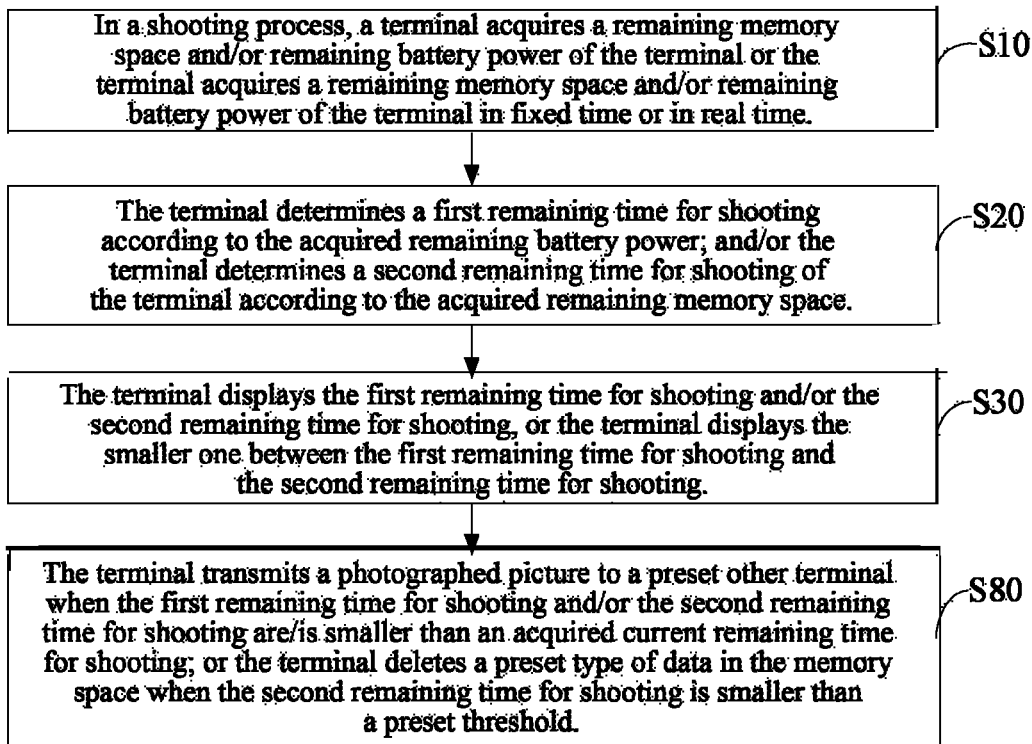 In a shooting process, a terminal acquires a remaining memory
space and/or remaining battery power of the terminal or the
terminal acquires a remaining memory space and/or remaining
battery power of the terminal in fixed time or in real time.
S10
The terminal determines a first remaining time for shooting
according to the acquired remaining battery power; and/or the
terminal determines a second remaining time for shooting of
the terminal according to the acquired remaining memory space.
S20
The terminal displays the first remaining time for shooting and/or the
second remaining time for shooting, or the terminal displays the
smaller one between the first remaining time for shooting and
the second remaining time for shooting.
S30
The terminal transmits a photographed picture to a preset other terminal
when the first remaining time for shooting and/or the second remaining
time for shooting are/is smaller than an acquired current remaining time
for shooting; or the terminal deletes a preset type of data in the memory
space when the second remaining time for shooting is smaller than
a preset threshold.
S80